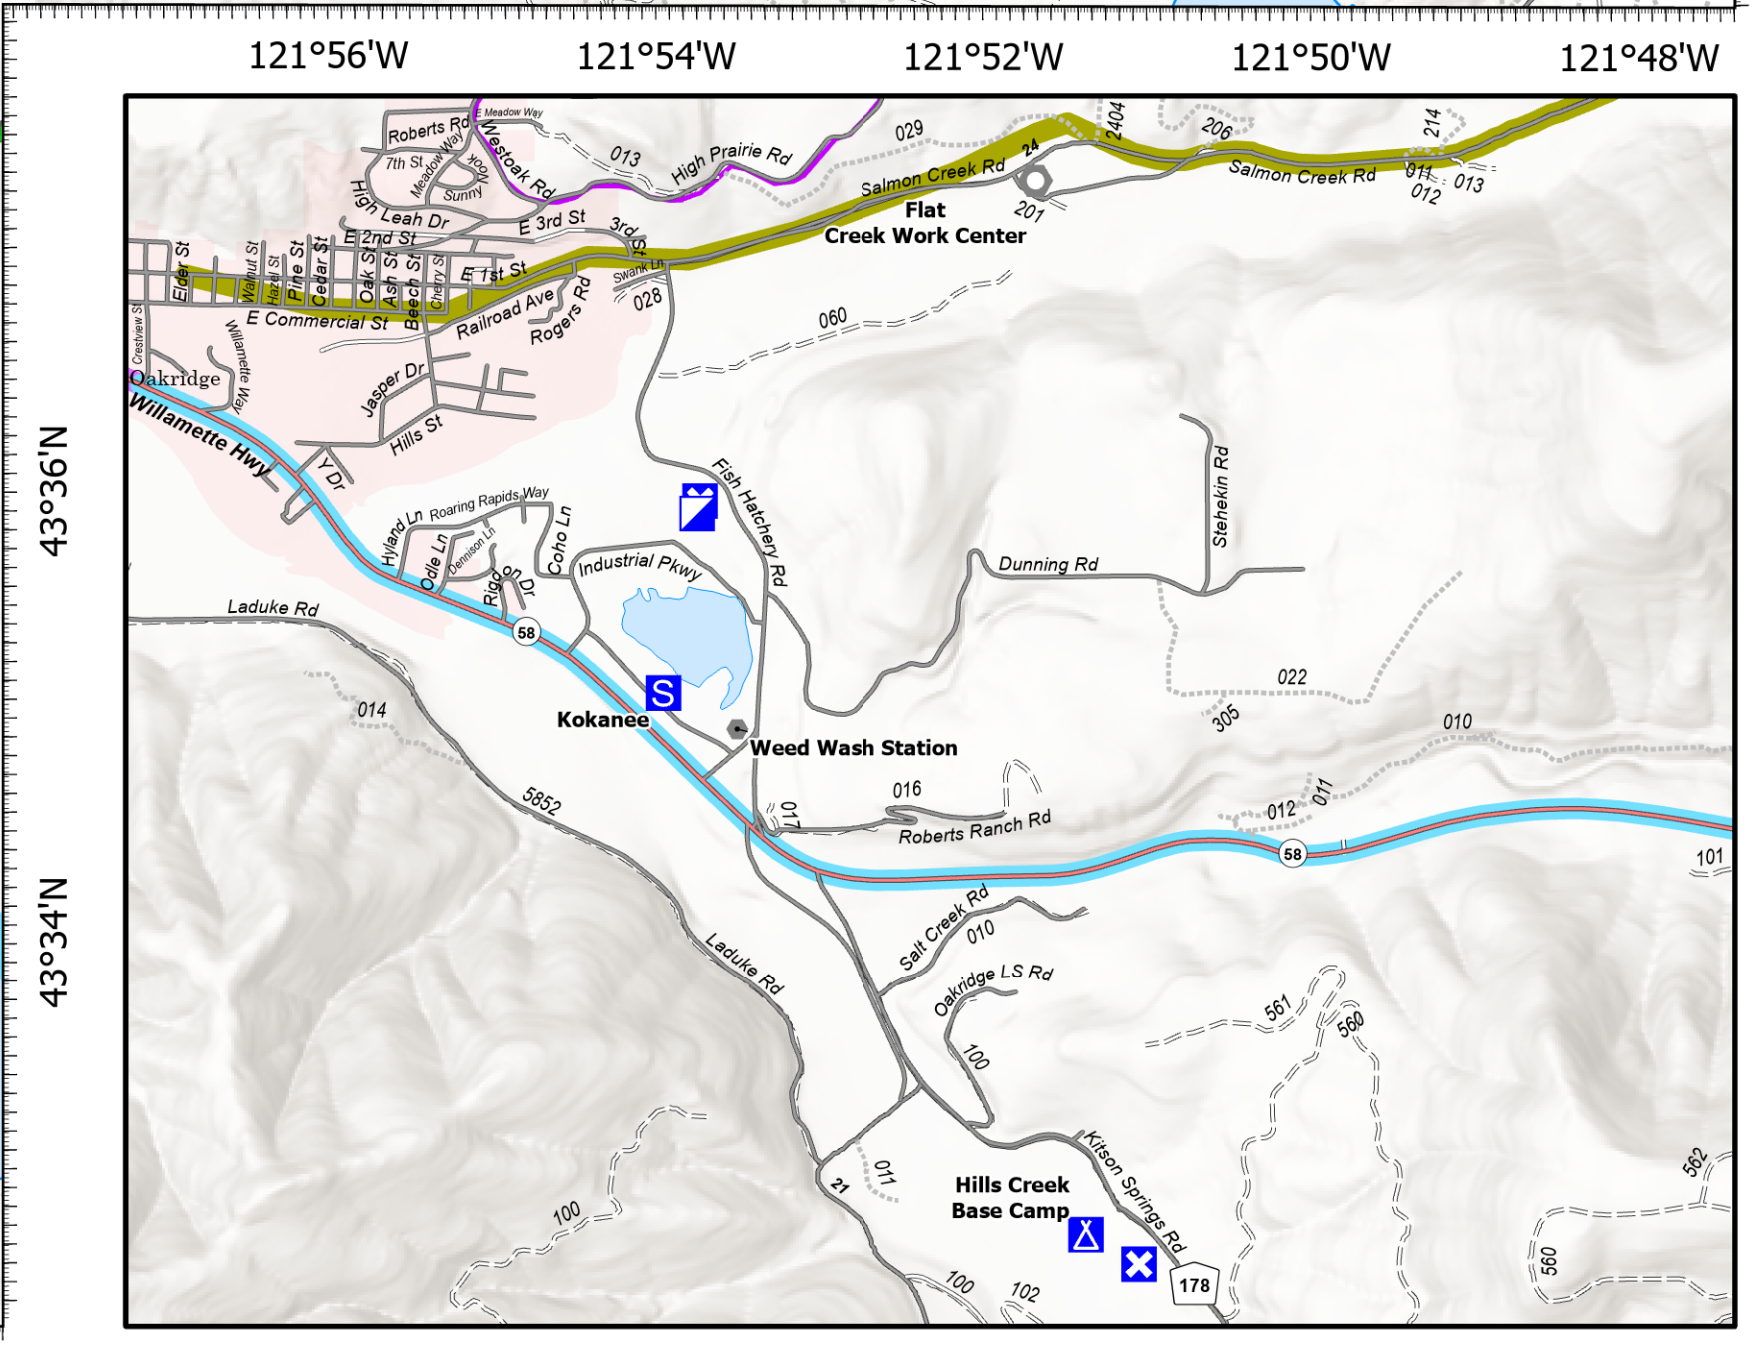 121°56'W
121°54'W
121°52'W
121°50'W
121°48'W
43°36'N
43°34'N
E Meadow Way
Roberts Rd
7th St
Meadow Way
Nook
Sunny
Westoak Rd
High Leah Dr
013
High Prairie Rd
029
24
2404
206
214
Salmon Creek Rd
Salmon Creek Rd
011
012
013
201
Flat
Creek Work Center
E 3rd St
3rd St
E 2nd St
E 1st St
Elder St
Walnut St
Hazel St
Pine St
Cedar St
Oak St
Ash St
Beech St
Cherry St
Swank Ln
028
E Commercial St
Railroad Ave
Rogers Rd
Crestview St
Willamette Way
060
Oakridge
Jasper Dr
Willamette Hwy
Hills St
Y Dr
Fish Hatchery Rd
Stehekin Rd
Hyland Ln
Roaring Rapids Way
Odle Ln
Dennison Ln
Coho Ln
Rigdon Dr
Industrial Pkwy
Dunning Rd
Laduke Rd
58
022
305
014
S
Kokanee
Weed Wash Station
010
5852
017
016
Roberts Ranch Rd
012
011
58
101
Salt Creek Rd
010
Laduke Rd
Oakridge LS Rd
100
561
560
011
21
Kitson Springs Rd
Hills Creek
Base Camp
562
560
100
178
100
102